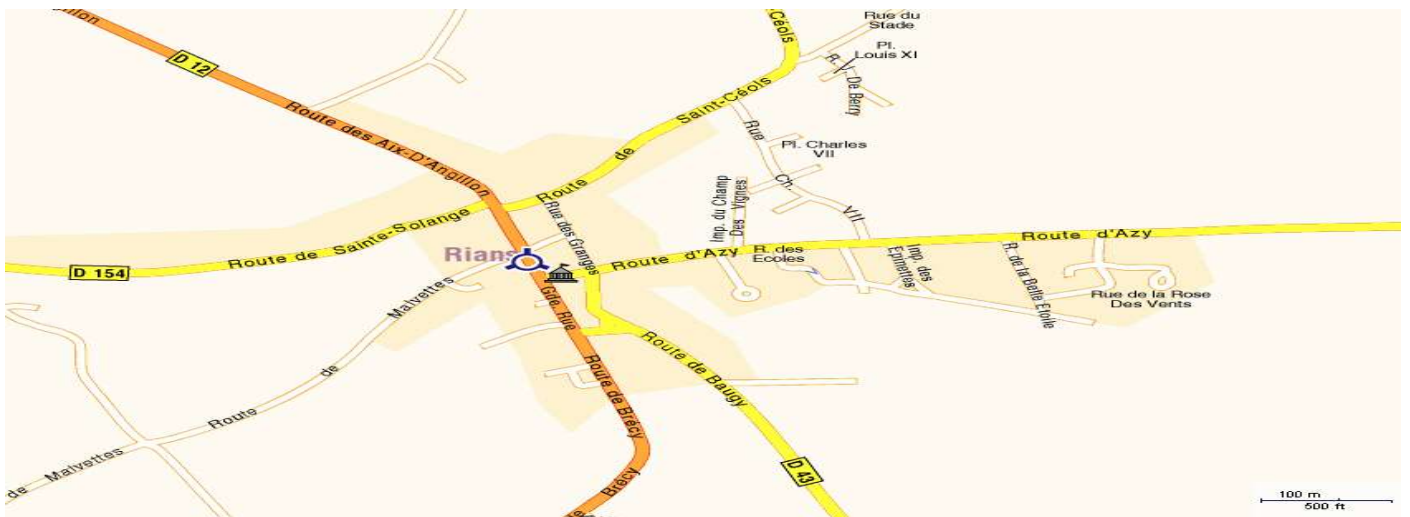 Rue du
Stade
Céols
Pl.
Louis XI
R. De Berry
D 12
Route des Aix-D'Angillon
Route de Saint-Céols
Rue Ch. VII
Pl. Charles
VII
Imp. du Champ
Des Vignes
Rue des Granges
Route de Sainte-Solange
D 154
Rians
Route d'Azy
R. des
Ecoles
Route d'Azy
Imp. des
Epinettes
R. de la Belle Etoile
Rue de la Rose
Des Vents
Gde. Rue
Route de Malvettes
Route de Brécy
Route de Baugy
D 43
de Malvettes
Brécy
100 m
500 ft